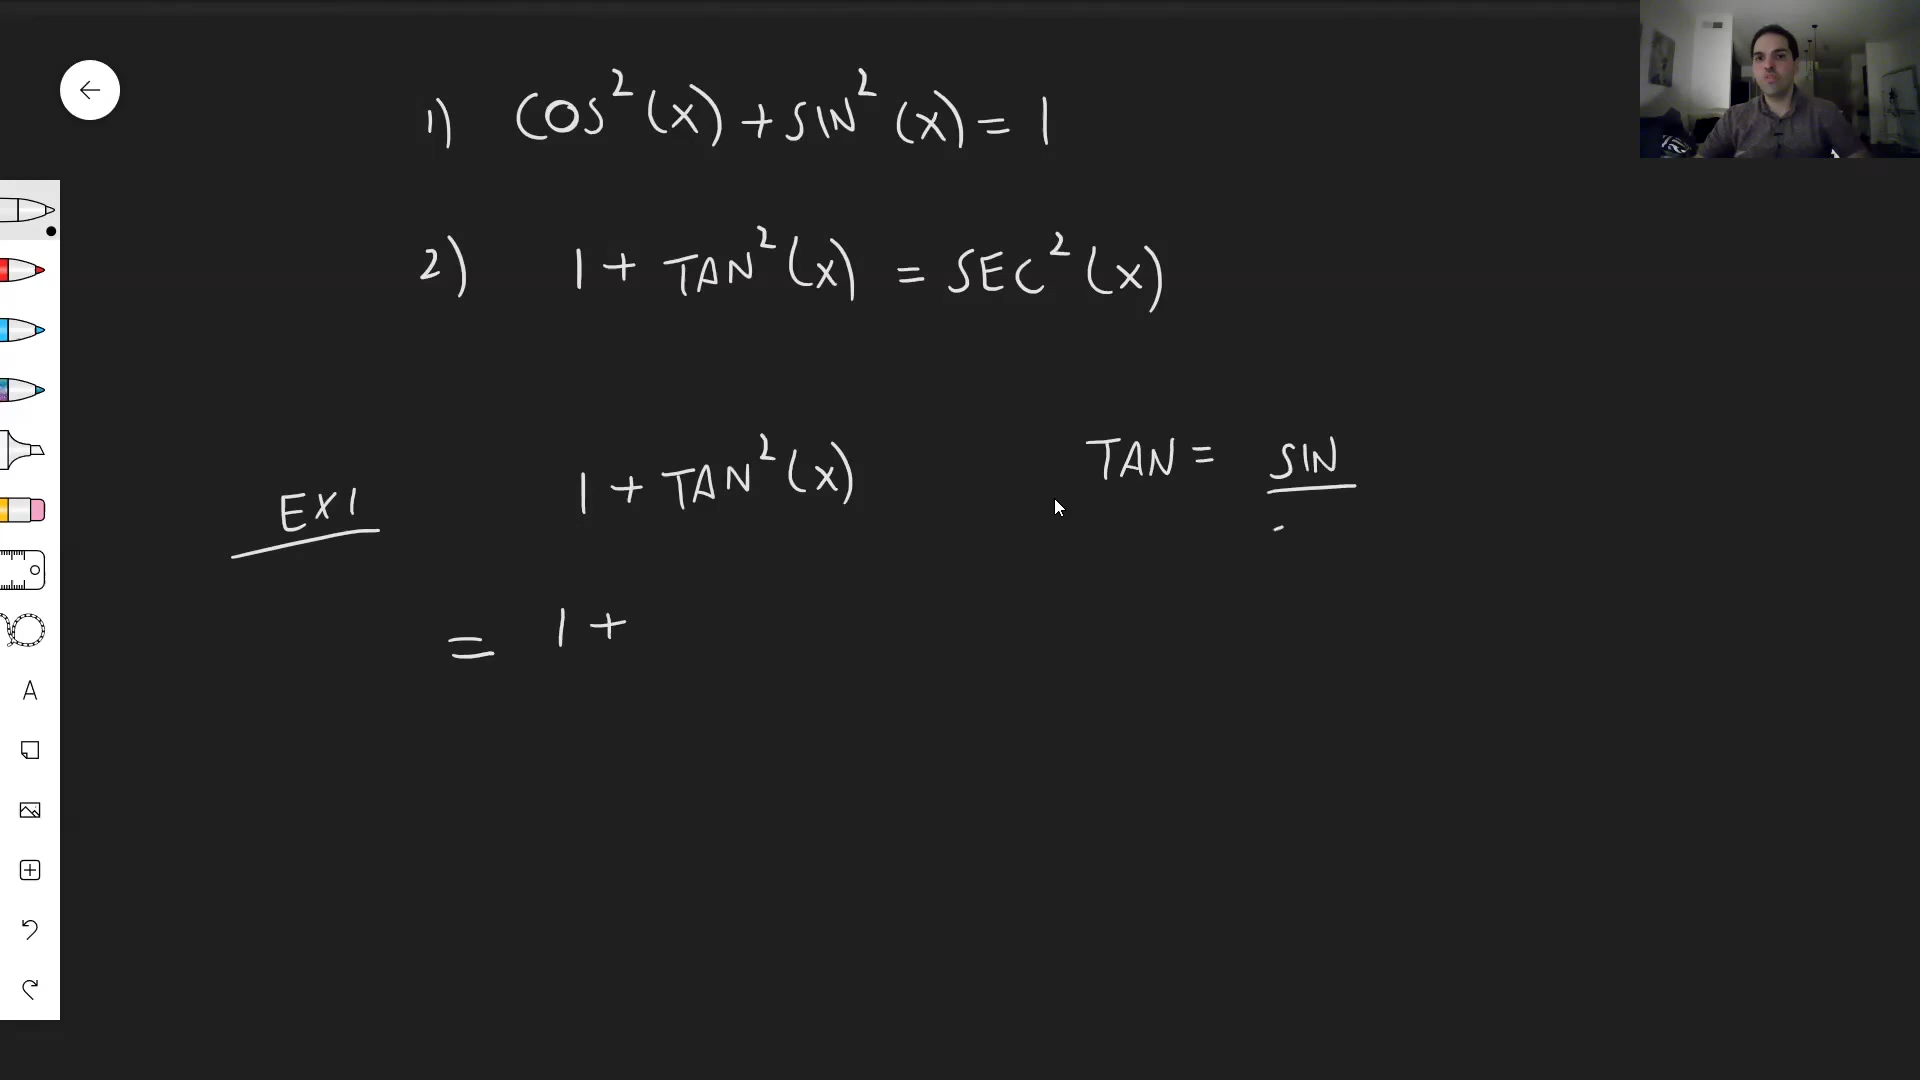 1) COS²(X) + SIN²(X) = 1
2) 1 + TAN²(X) = SEC²(X)
EX1
1 + TAN²(X)
TAN = SIN
= 1 +
A